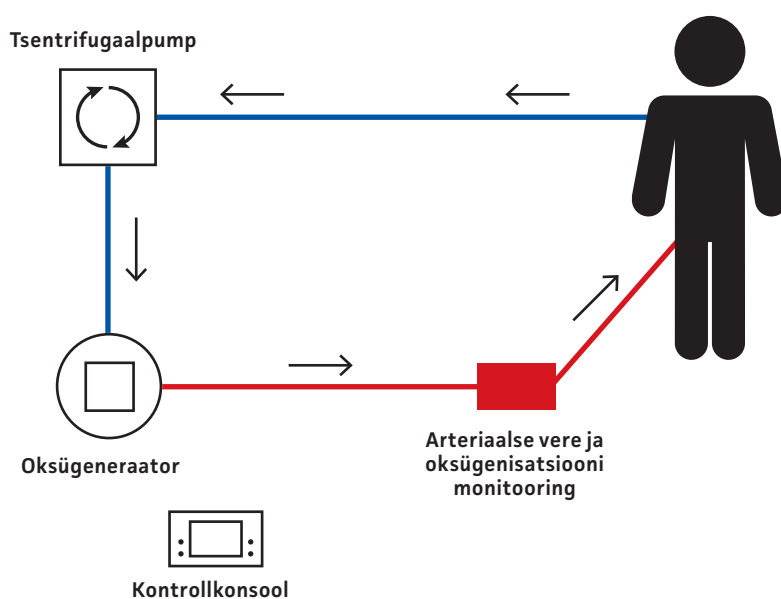 Tsentrifugaalpump
Oksügeneraator
Arteriaalse vere ja
oksügenisatsiooni
monitooring
Kontrollkonsool